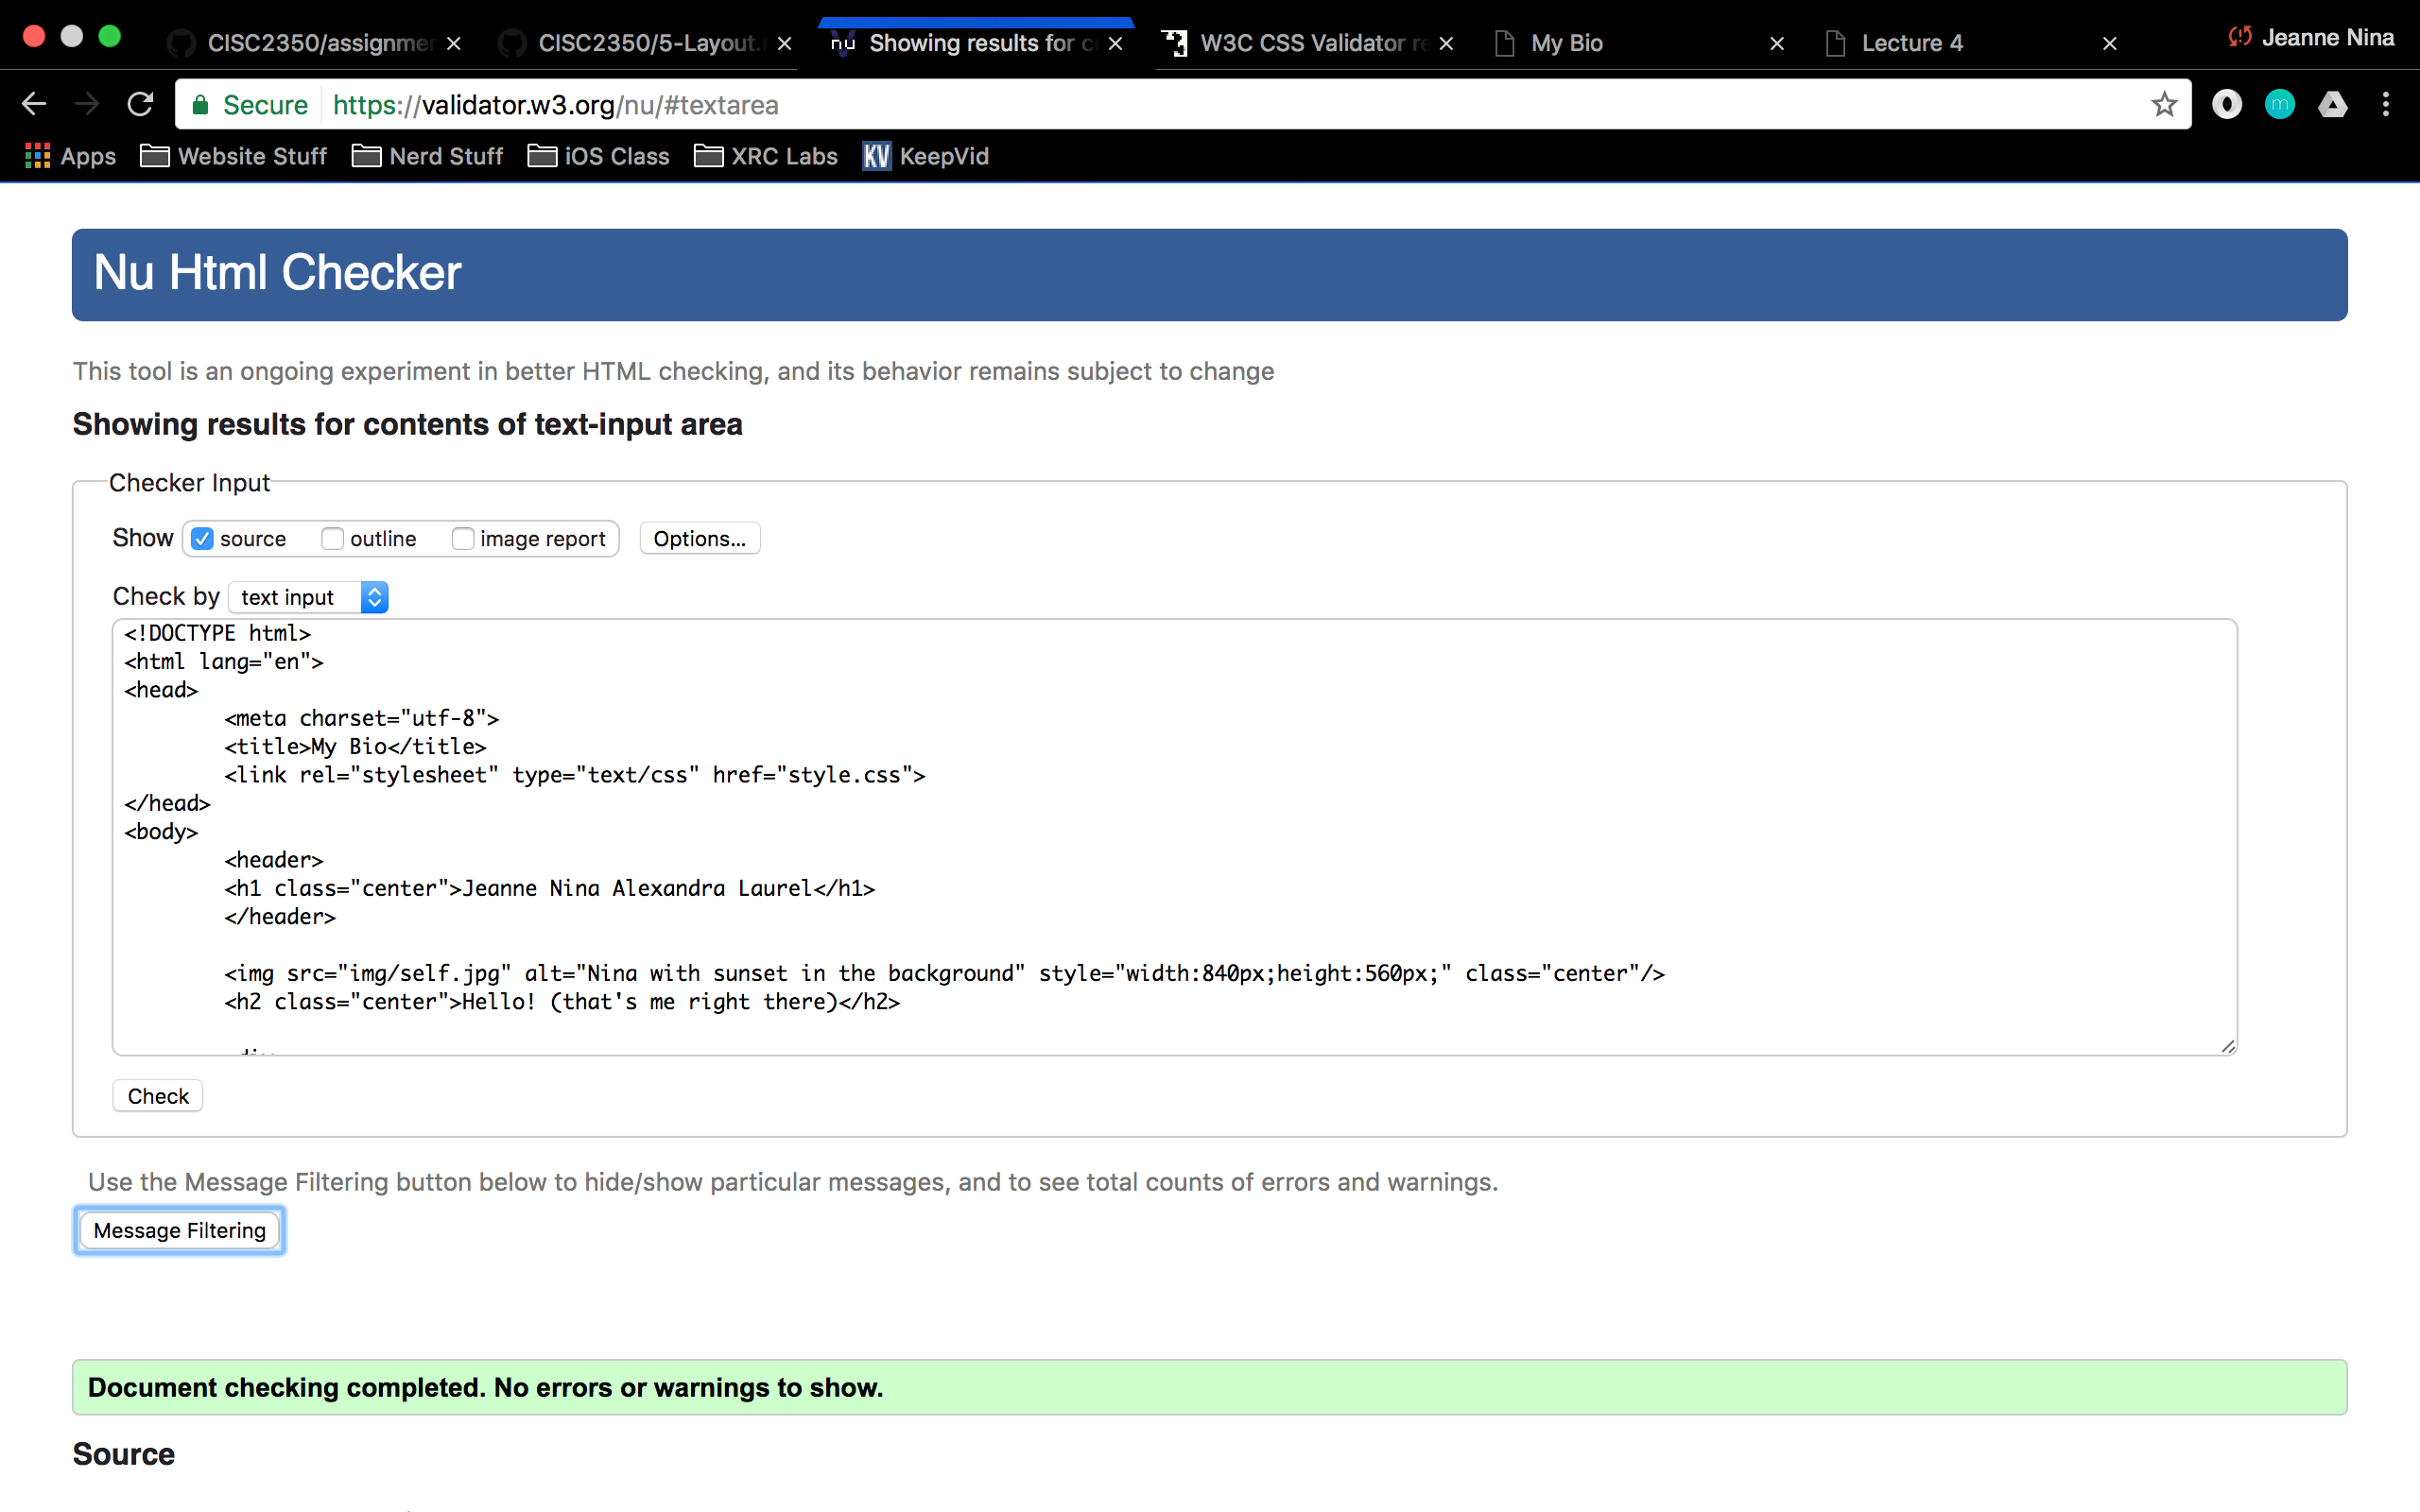 CISC2350/assignmen
CISC2350/5-Layout.
nu Showing results for c
W3C CSS Validator re
My Bio
Lecture 4
Jeanne Nina
Secure https://validator.w3.org/nu/#textarea
Apps Website Stuff Nerd Stuff iOS Class XRC Labs KV KeepVid
Nu Html Checker
This tool is an ongoing experiment in better HTML checking, and its behavior remains subject to change
Showing results for contents of text-input area
Checker Input
Show source outline image report Options...
Check by text input
<!DOCTYPE html>
<html lang="en">
<head>
<meta charset="utf-8">
<title>My Bio</title>
<link rel="stylesheet" type="text/css" href="style.css">
</head>
<body>
<header>
<h1 class="center">Jeanne Nina Alexandra Laurel</h1>
</header>
<img src="img/self.jpg" alt="Nina with sunset in the background" style="width:840px;height:560px;" class="center"/>
<h2 class="center">Hello! (that's me right there)</h2>
Check
Use the Message Filtering button below to hide/show particular messages, and to see total counts of errors and warnings.
Message Filtering
Document checking completed. No errors or warnings to show.
Source